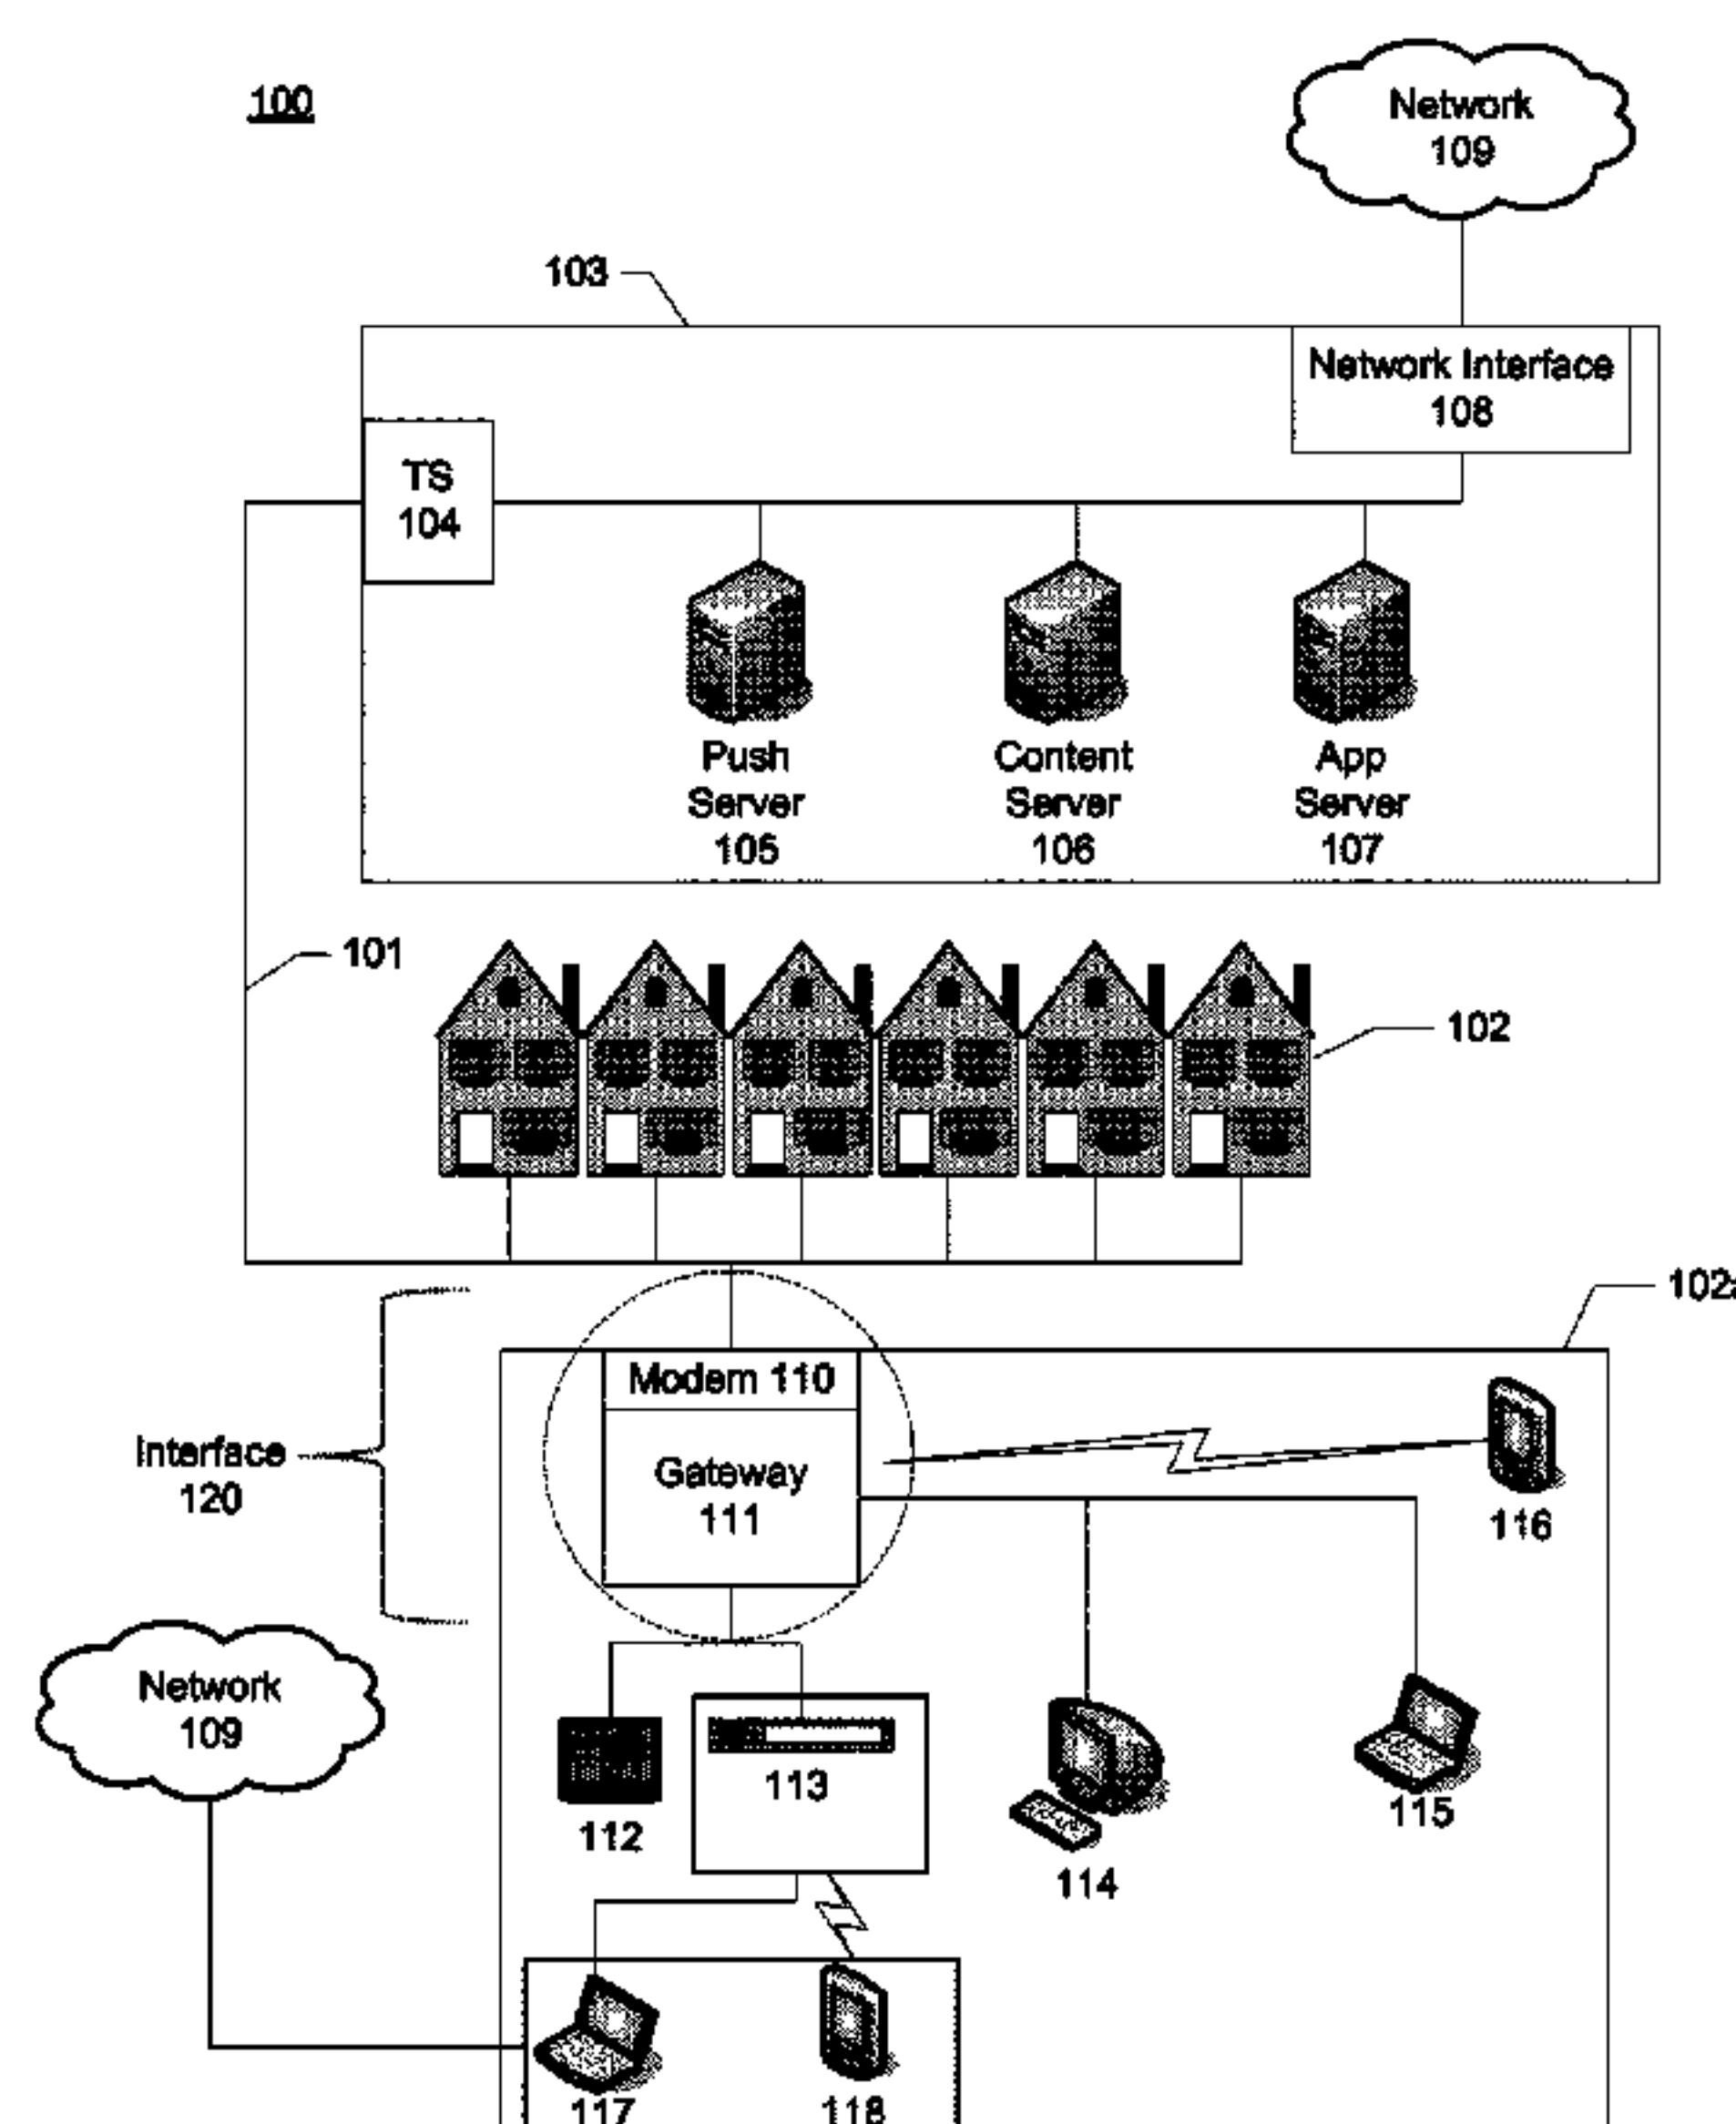 100
Network
109
103
Network Interface
108
TS
104
Push
Server
105
Content
Server
106
App
Server
107
101
102
102a
Modem 110
Gateway
111
Interface
120
116
Network
109
112
113
114
115
117
118